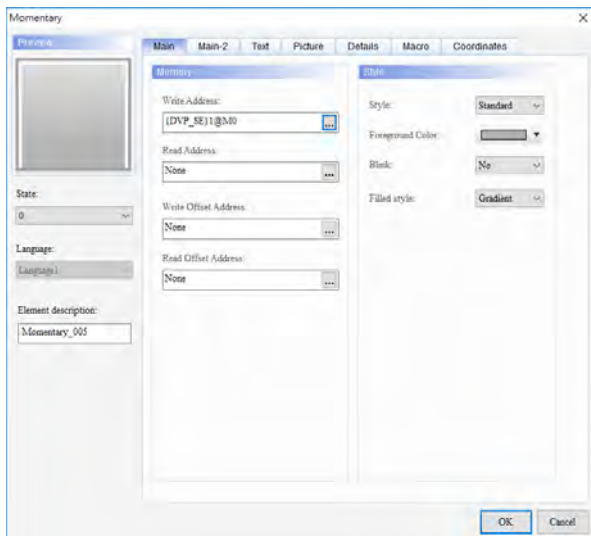 Momentary
Preview
State:
0
Language:
Language1
Element description:
Momentary_005
Main Main-2 Text Picture Details Macro Coordinates
Memory
Write Address:
{DVP_SE}1@M0
...
Read Address:
None
...
Write Offset Address:
None
...
Read Offset Address:
None
...
Style
Style: Standard
Foreground Color:
Blink: No
Filled style: Gradient
OK Cancel